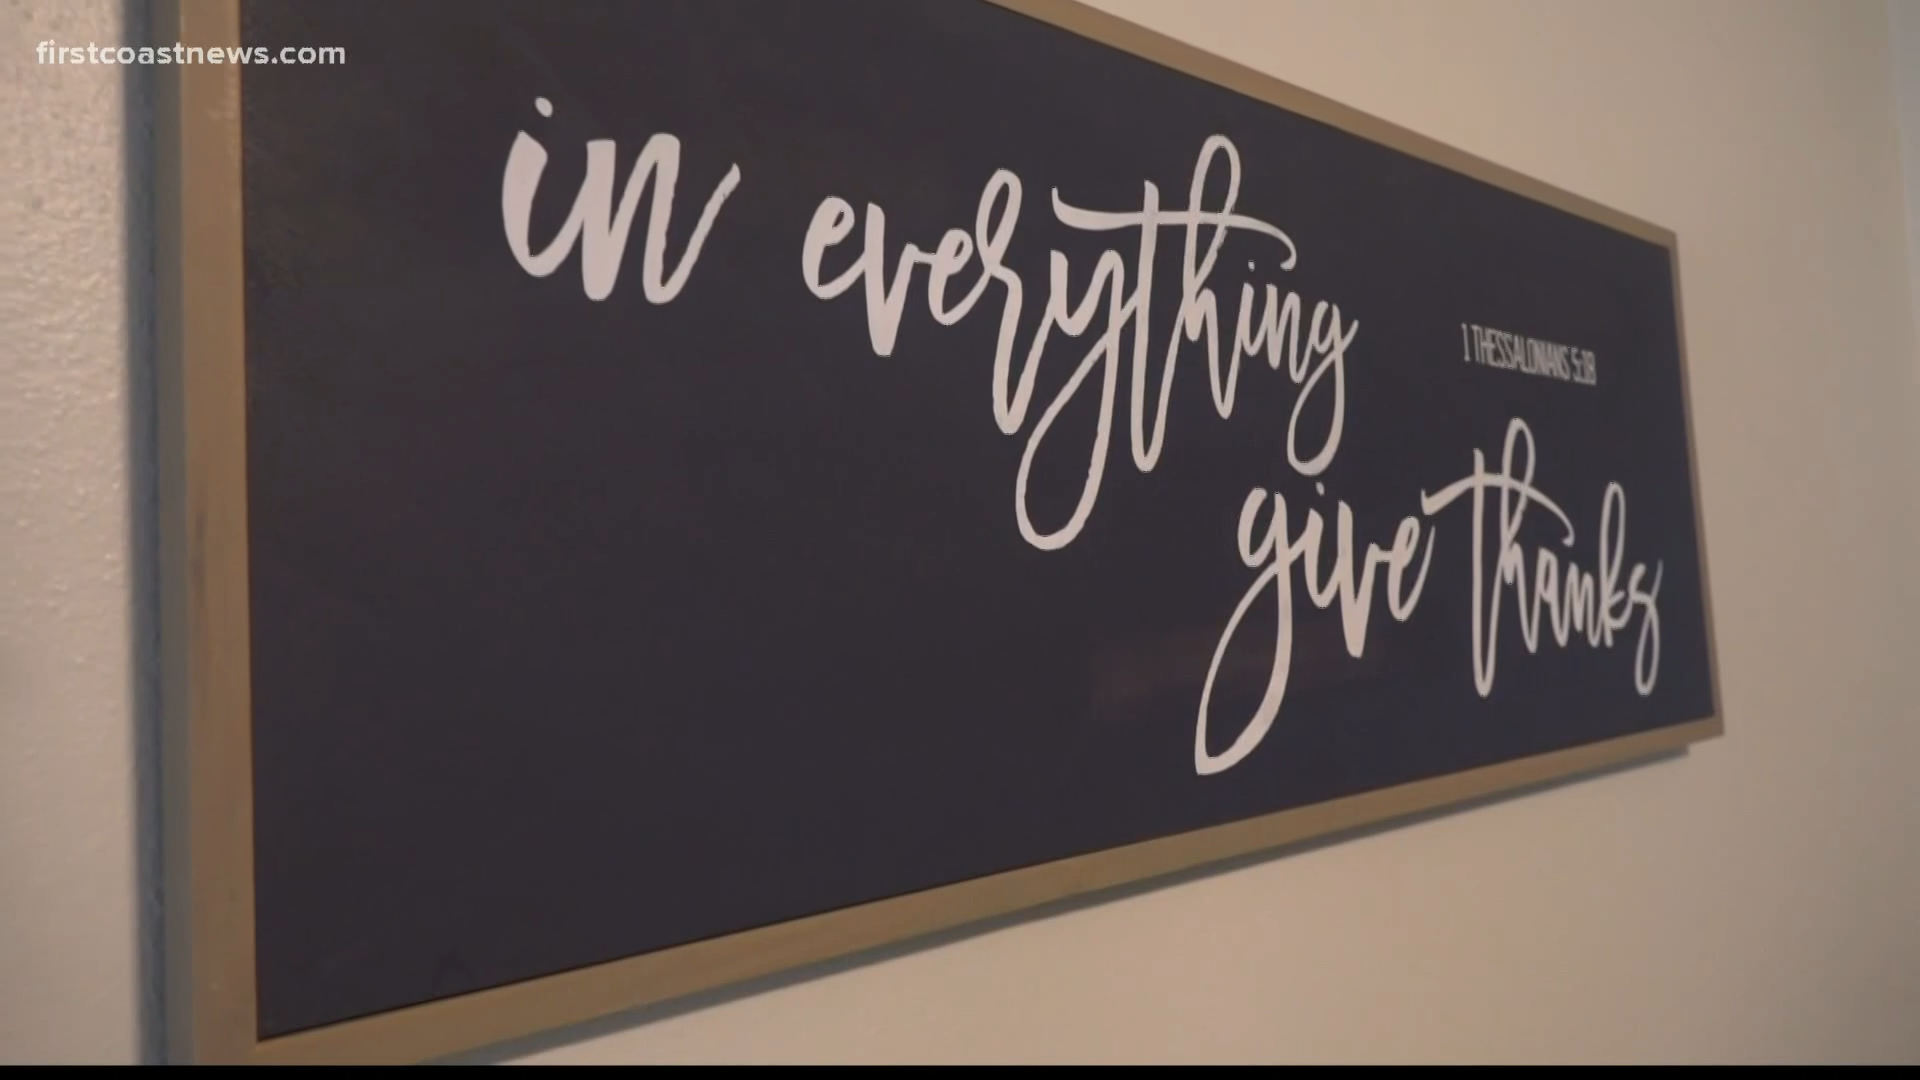 firstcoastnews.com
in everything
1 THESSALONIANS 5:18
give thanks